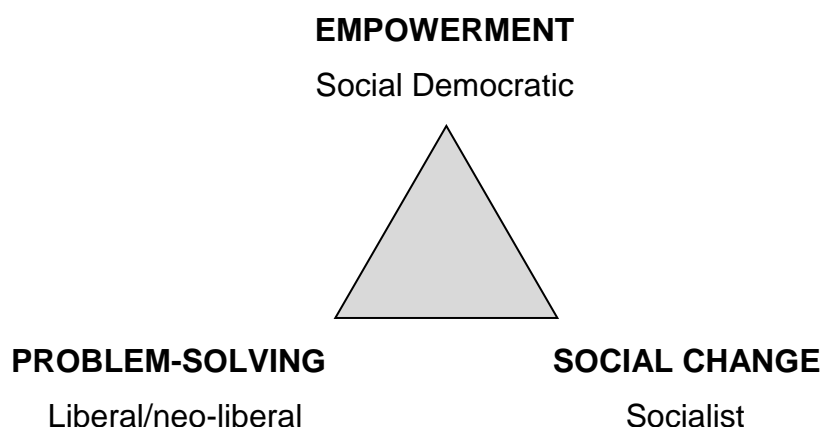 EMPOWERMENT
Social Democratic
PROBLEM-SOLVING
Liberal/neo-liberal
SOCIAL CHANGE
Socialist